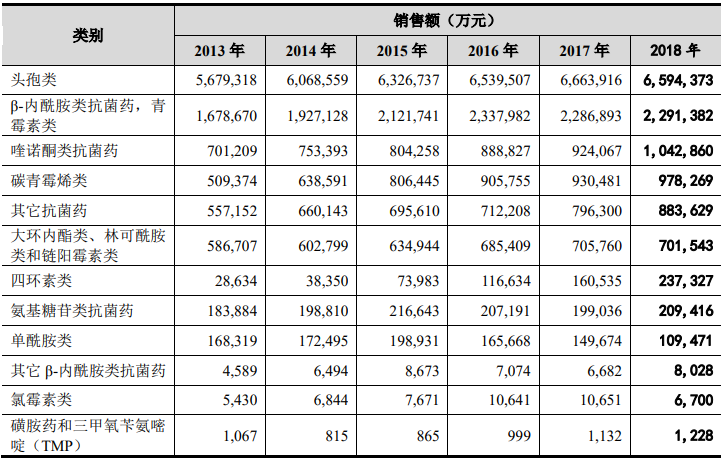 类别 销售额（万元）
2013 年 2014 年 2015 年 2016 年 2017 年 2018 年
头孢类 5,679,318 6,068,559 6,326,737 6,539,507 6,663,916 6,594,373
β-内酰胺类抗菌药，青
霉素类 1,678,670 1,927,128 2,121,741 2,337,982 2,286,893 2,291,382
喹诺酮类抗菌药 701,209 753,393 804,258 888,827 924,067 1,042,860
碳青霉烯类 509,374 638,591 806,445 905,755 930,481 978,269
其它抗菌药 557,152 660,143 695,610 712,208 796,300 883,629
大环内酯类、林可酰胺
类和链阳霉素类 586,707 602,799 634,944 685,409 705,760 701,543
四环素类 28,634 38,350 73,983 116,634 160,535 237,327
氨基糖苷类抗菌药 183,884 198,810 216,643 207,191 199,036 209,416
单酰胺类 168,319 172,495 198,931 165,668 149,674 109,471
其它 β-内酰胺类抗菌药 4,589 6,494 8,673 7,074 6,682 8,028
氯霉素类 5,430 6,844 7,671 10,641 10,651 6,700
磺胺药和三甲氧苄氨嘧
啶（TMP） 1,067 815 865 999 1,132 1,228